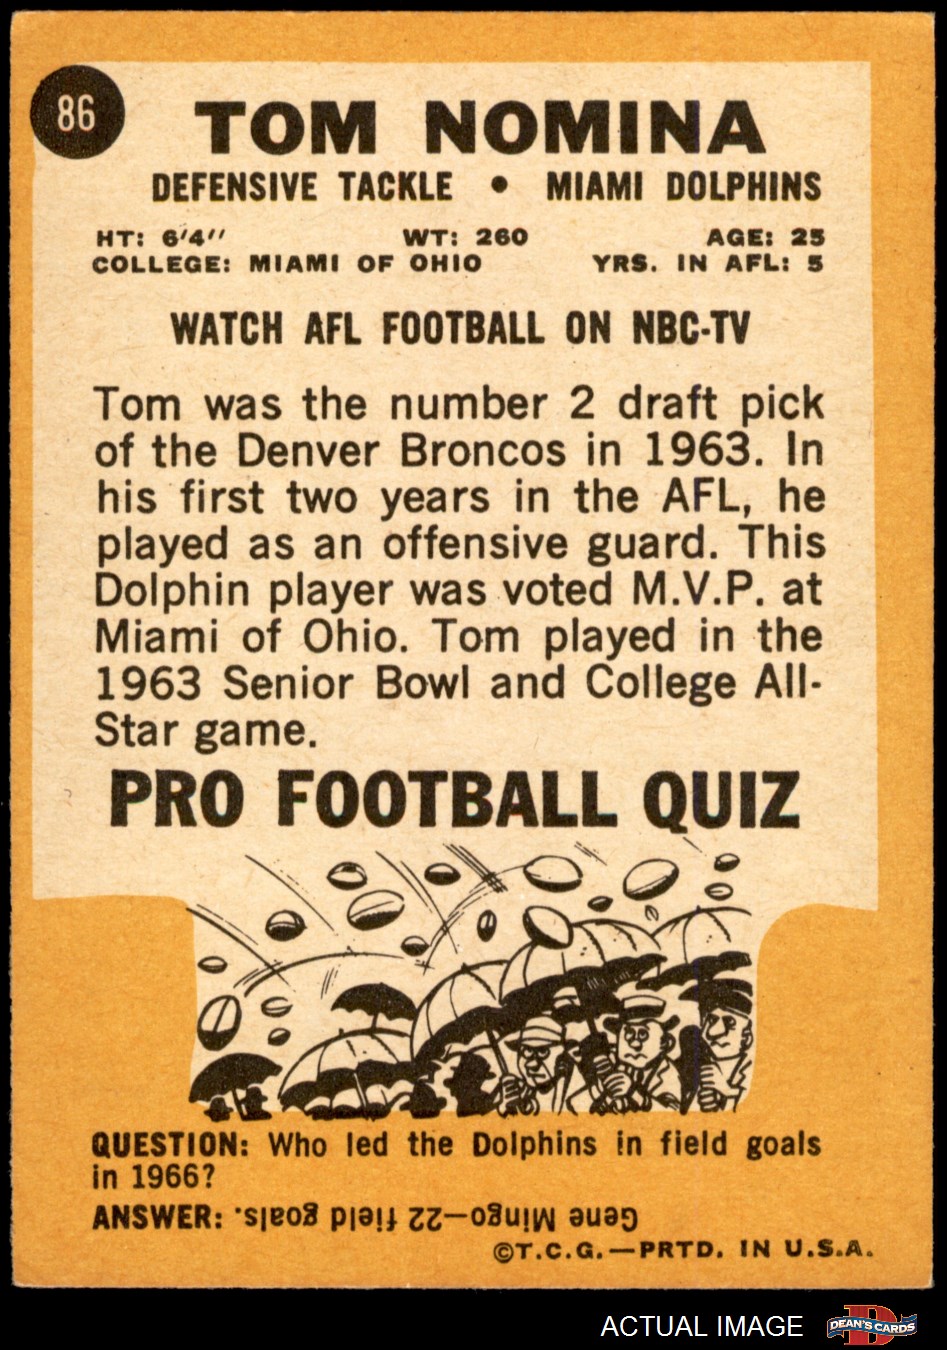 86
TOM NOMINA
DEFENSIVE TACKLE • MIAMI DOLPHINS
HT: 6'4'' WT: 260 AGE: 25
COLLEGE: MIAMI OF OHIO YRS. IN AFL: 5
WATCH AFL FOOTBALL ON NBC-TV
Tom was the number 2 draft pick
of the Denver Broncos in 1963. In
his first two years in the AFL, he
played as an offensive guard. This
Dolphin player was voted M.V.P. at
Miami of Ohio. Tom played in the
1963 Senior Bowl and College All-
Star game.
PRO FOOTBALL QUIZ
QUESTION: Who led the Dolphins in field goals
in 1966?
ANSWER: Gene Mingo—22 field goals.
©T.C.G.—PRTD. IN U.S.A.
ACTUAL IMAGE
D
DEAN'S CARDS